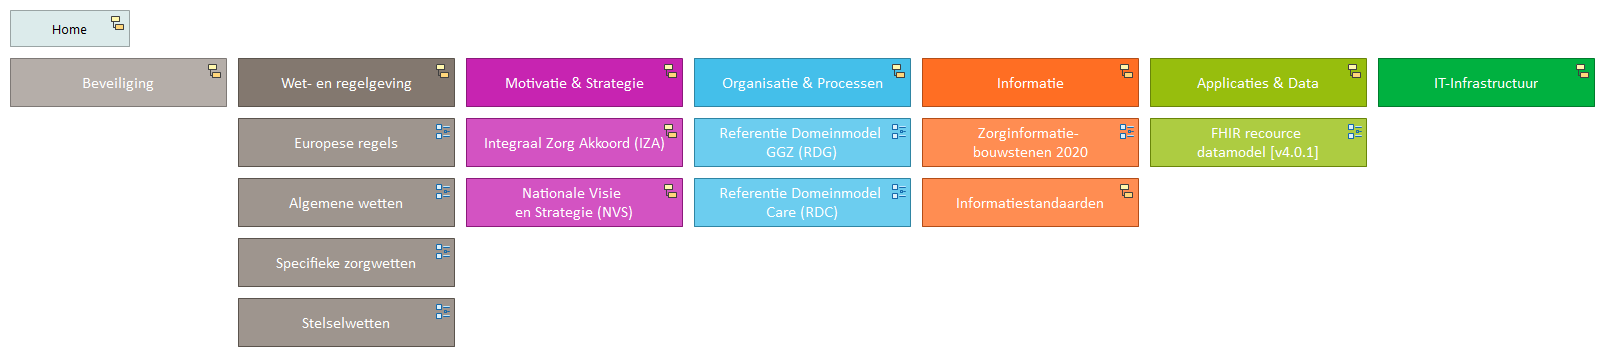 Home
Beveiliging
Wet- en regelgeving
Motivatie & Strategie
Organisatie & Processen
Informatie
Applicaties & Data
IT-Infrastructuur
Europese regels
Integraal Zorg Akkoord (IZA)
Referentie Domeinmodel
GGZ (RDG)
Zorginformatie-
bouwstenen 2020
FHIR recource
datamodel [v4.0.1]
Algemene wetten
Nationale Visie
en Strategie (NVS)
Referentie Domeinmodel
Care (RDC)
Informatiestandaarden
Specifieke zorgwetten
Stelselwetten